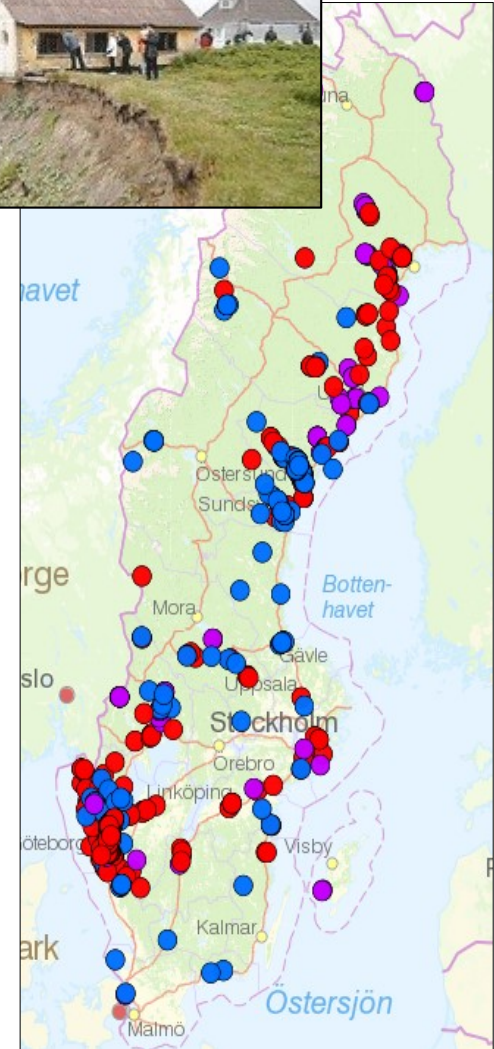 una
avet
U
Östersund
Sunds
rge
Botten-
havet
Mora
Gävle
slo
Uppsala
Stockholm
Örebro
Linköping
öteborg
Visby
Kalmar
ark
Östersjön
Malmö